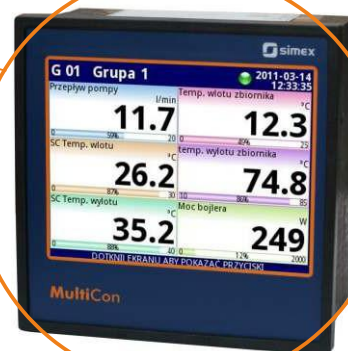 simex
G 01 Grupa 1
2011-03-14
12:33:35
Przepływ pompy
l/min
11.7
0 59% 20
Temp. wlotu zbiornika
°C
12.3
0 49% 25
SC Temp. wlotu
°C
26.2
0 87% 30
temp. wylotu zbiornika
°C
74.8
10 86% 85
SC Temp. wylotu
°C
35.2
0 88% 40
Moc bojlera
W
249
0 12% 2000
DOTKNIJ EKRANU ABY POKAZAĆ PRZYCISKI
MultiCon